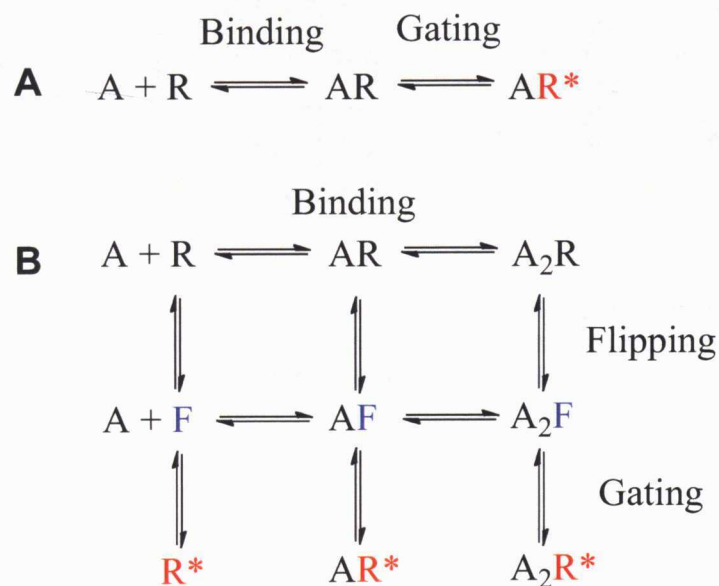 Binding Gating
A A + R AR AR*
Binding
B A + R AR A₂R
Flipping
A + F AF A₂F
Gating
R* AR* A₂R*